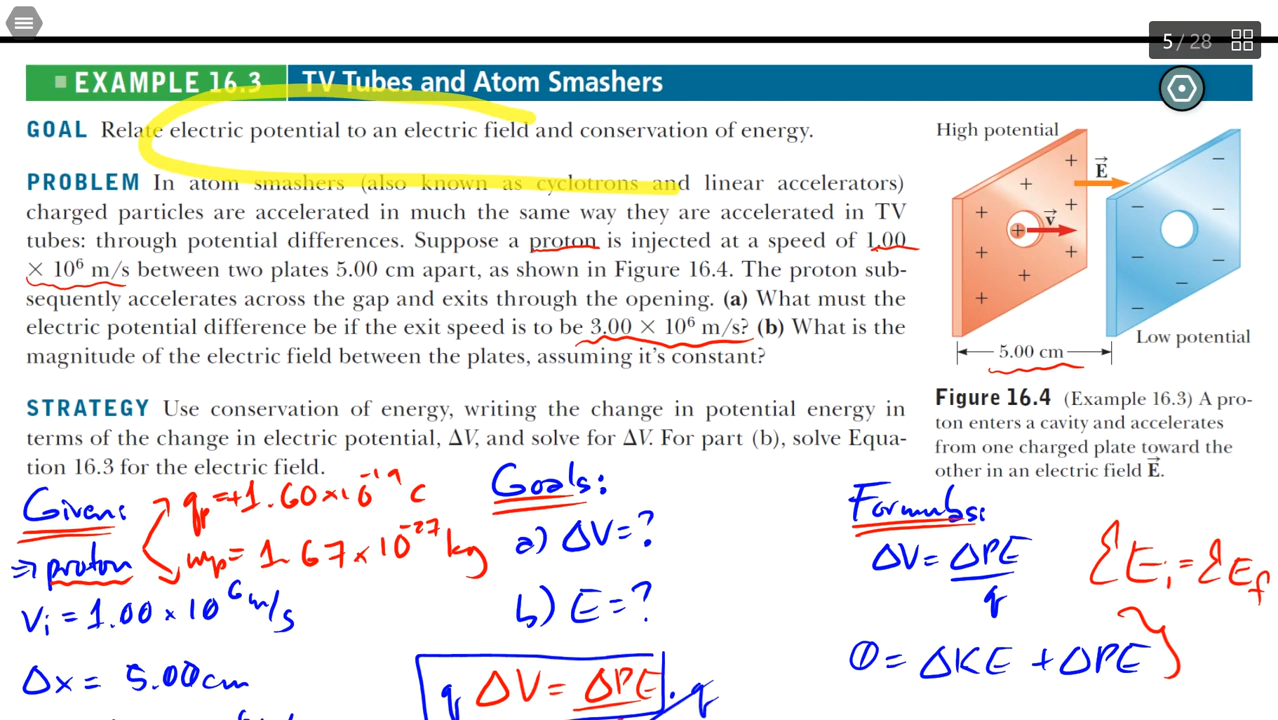 5 / 28
EXAMPLE 16.3 TV Tubes and Atom Smashers
GOAL Relate electric potential to an electric field and conservation of energy.
PROBLEM In atom smashers (also known as cyclotrons and linear accelerators)
charged particles are accelerated in much the same way they are accelerated in TV
tubes: through potential differences. Suppose a proton is injected at a speed of 1.00
× 10⁶ m/s between two plates 5.00 cm apart, as shown in Figure 16.4. The proton sub-
sequently accelerates across the gap and exits through the opening. (a) What must the
electric potential difference be if the exit speed is to be 3.00 × 10⁶ m/s? (b) What is the
magnitude of the electric field between the plates, assuming it's constant?
STRATEGY Use conservation of energy, writing the change in potential energy in
terms of the change in electric potential, ΔV, and solve for ΔV. For part (b), solve Equa-
tion 16.3 for the electric field.
High potential
E⃗
v⃗
Low potential
5.00 cm
Figure 16.4 (Example 16.3) A pro-
ton enters a cavity and accelerates
from one charged plate toward the
other in an electric field E⃗.
Given:
⇒ proton
qp = +1.60×10⁻¹⁹ C
mp = 1.67×10⁻²⁷ kg
Vi = 1.00 × 10⁶ m/s
Δx = 5.00cm
Goals:
a) ΔV = ?
b) E = ?
q ΔV = ΔPE · q
Formulas:
ΔV = ΔPE
q
ΣEi = ΣEf
0 = ΔKE + ΔPE